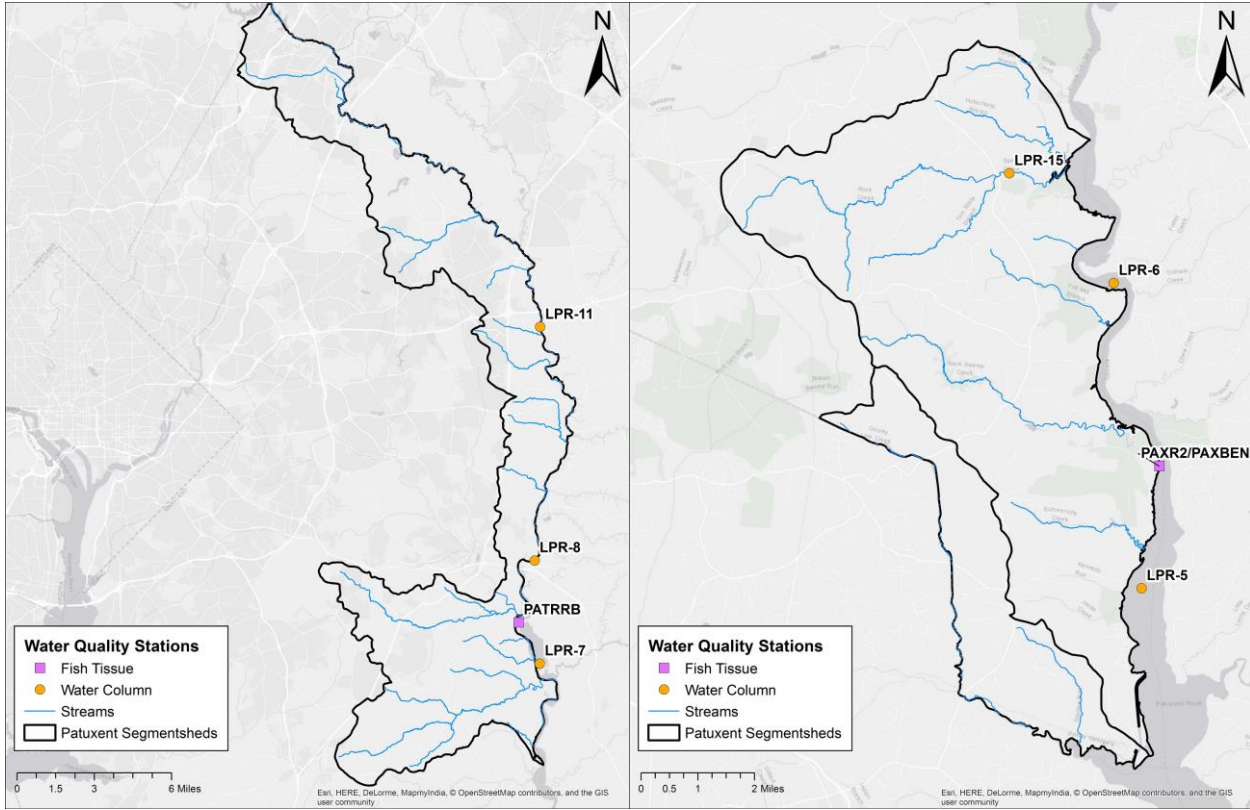 N
LPR-11
LPR-8
PATRRB
LPR-7
Water Quality Stations
Fish Tissue
Water Column
Streams
Patuxent Segmentsheds
0 1.5 3 6 Miles
Esri, HERE, DeLorme, MapmyIndia, © OpenStreetMap contributors, and the GIS
user community
N
LPR-15
LPR-6
PAXR2/PAXBEN
LPR-5
Water Quality Stations
Fish Tissue
Water Column
Streams
Patuxent Segmentsheds
0 0.5 1 2 Miles
Esri, HERE, DeLorme, MapmyIndia, © OpenStreetMap contributors, and the GIS
user community